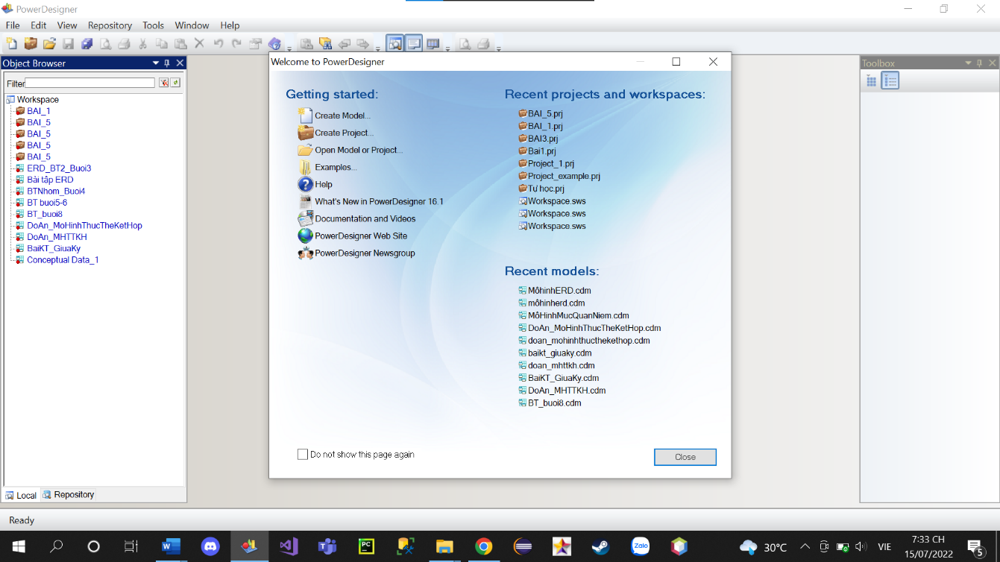 PowerDesigner
File Edit View Repository Tools Window Help
Object Browser
Filter
Workspace
BAI_1
BAI_5
BAI_5
BAI_5
BAI_5
ERD_BT2_Buoi3
Bài tập ERD
BTNhom_Buoi4
BT buoi5-6
BT_buoi8
DoAn_MoHinhThucTheKetHop
DoAn_MHTTKH
BaiKT_GiuaKy
Conceptual Data_1
Local Repository
Welcome to PowerDesigner
Getting started:
Create Model...
Create Project...
Open Model or Project...
Examples...
Help
What's New in PowerDesigner 16.1
Documentation and Videos
PowerDesigner Web Site
PowerDesigner Newsgroup
Recent projects and workspaces:
BAI_5.prj
BAI_1.prj
BAI3.prj
Bai1.prj
Project_1.prj
Project_example.prj
Tự học.prj
Workspace.sws
Workspace.sws
Workspace.sws
Recent models:
MôhinhERD.cdm
môhinherd.cdm
MôHinhMucQuanNiem.cdm
DoAn_MoHinhThucTheKetHop.cdm
doan_mohinhthucthekethop.cdm
baikt_giuaky.cdm
doan_mhttkh.cdm
BaiKT_GiuaKy.cdm
DoAn_MHTTKH.cdm
BT_buoi8.cdm
Do not show this page again
Close
Toolbox
Ready
W
T
PC
Zalo
30°C
VIE
7:33 CH
15/07/2022
5